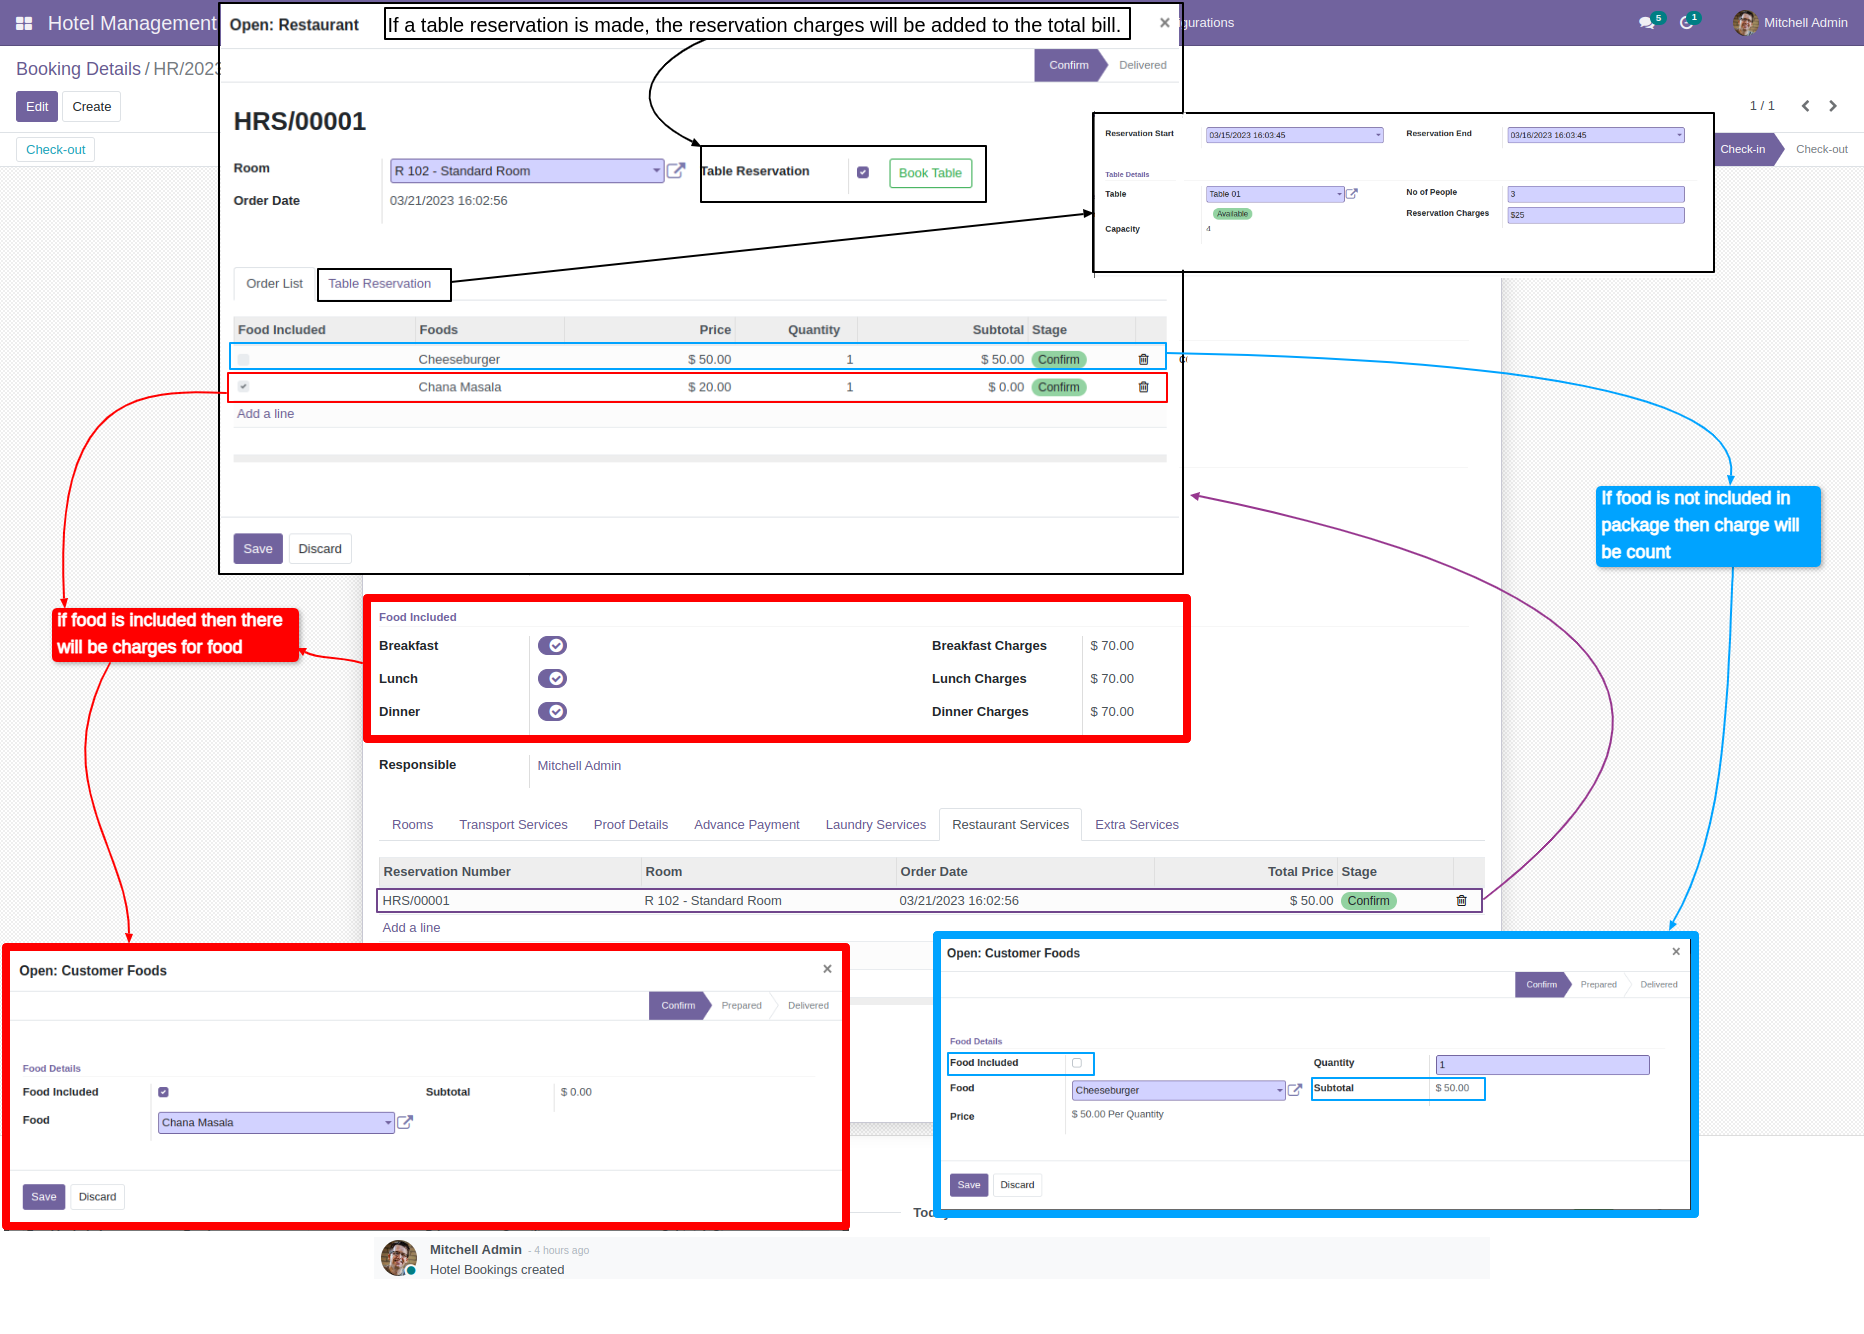 Hotel Management
Open: Restaurant
If a table reservation is made, the reservation charges will be added to the total bill.
×
gurations
5
1
Mitchell Admin
Booking Details / HR/2023
Confirm
Delivered
Edit
Create
1 / 1
HRS/00001
Check-out
Check-in
Check-out
Room
R 102 - Standard Room
Table Reservation
Book Table
Order Date
03/21/2023 16:02:56
Reservation Start
03/15/2023 16:03:45
Reservation End
03/16/2023 16:03:45
Table Details
Table
Table 01
No of People
3
Available
Reservation Charges
$25
Capacity
4
Order List
Table Reservation
Food Included
Foods
Price
Quantity
Subtotal
Stage
Cheeseburger
$ 50.00
1
$ 50.00
Confirm
Chana Masala
$ 20.00
1
$ 0.00
Confirm
Add a line
Save
Discard
If food is not included in
package then charge will
be count
if food is included then there
will be charges for food
Food Included
Breakfast
Breakfast Charges
$ 70.00
Lunch
Lunch Charges
$ 70.00
Dinner
Dinner Charges
$ 70.00
Responsible
Mitchell Admin
Rooms
Transport Services
Proof Details
Advance Payment
Laundry Services
Restaurant Services
Extra Services
Reservation Number
Room
Order Date
Total Price
Stage
HRS/00001
R 102 - Standard Room
03/21/2023 16:02:56
$ 50.00
Confirm
Add a line
Open: Customer Foods
×
Confirm
Prepared
Delivered
Food Details
Food Included
Subtotal
$ 0.00
Food
Chana Masala
Save
Discard
Open: Customer Foods
×
Confirm
Prepared
Delivered
Food Details
Food Included
Quantity
1
Food
Cheeseburger
Subtotal
$ 50.00
Price
$ 50.00 Per Quantity
Save
Discard
Today
Mitchell Admin - 4 hours ago
Hotel Bookings created